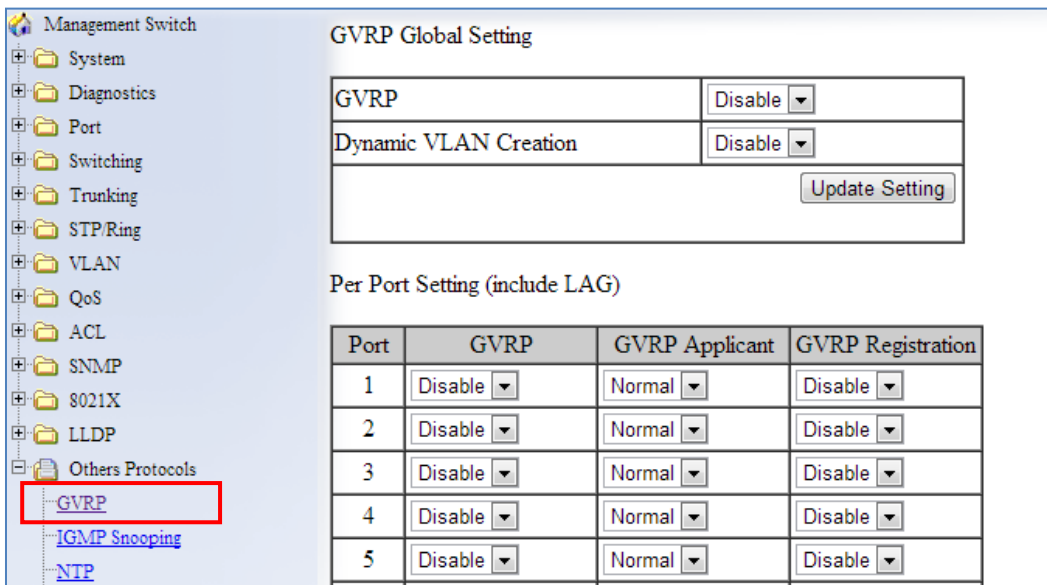 Management Switch
System
Diagnostics
Port
Switching
Trunking
STP/Ring
VLAN
QoS
ACL
SNMP
8021X
LLDP
Others Protocols
GVRP
IGMP Snooping
NTP
GVRP Global Setting
GVRP Disable
Dynamic VLAN Creation Disable
Update Setting
Per Port Setting (include LAG)
Port GVRP GVRP Applicant GVRP Registration
1 Disable Normal Disable
2 Disable Normal Disable
3 Disable Normal Disable
4 Disable Normal Disable
5 Disable Normal Disable